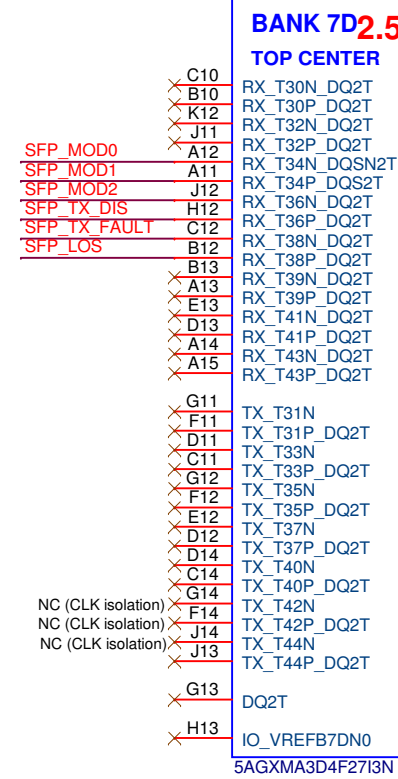 BANK 7D 2.5
TOP CENTER
C10 RX_T30N_DQ2T
B10 RX_T30P_DQ2T
K12 RX_T32N_DQ2T
J11 RX_T32P_DQ2T
SFP_MOD0 A12 RX_T34N_DQSN2T
SFP_MOD1 A11 RX_T34P_DQS2T
SFP_MOD2 J12 RX_T36N_DQ2T
SFP_TX_DIS H12 RX_T36P_DQ2T
SFP_TX_FAULT C12 RX_T38N_DQ2T
SFP_LOS B12 RX_T38P_DQ2T
B13 RX_T39N_DQ2T
A13 RX_T39P_DQ2T
E13 RX_T41N_DQ2T
D13 RX_T41P_DQ2T
A14 RX_T43N_DQ2T
A15 RX_T43P_DQ2T
G11 TX_T31N
F11 TX_T31P_DQ2T
D11 TX_T33N
C11 TX_T33P_DQ2T
G12 TX_T35N
F12 TX_T35P_DQ2T
E12 TX_T37N
D12 TX_T37P_DQ2T
D14 TX_T40N
C14 TX_T40P_DQ2T
NC (CLK isolation) G14 TX_T42N
NC (CLK isolation) F14 TX_T42P_DQ2T
NC (CLK isolation) J14 TX_T44N
J13 TX_T44P_DQ2T
G13 DQ2T
H13 IO_VREFB7DN0
5AGXMA3D4F27I3N